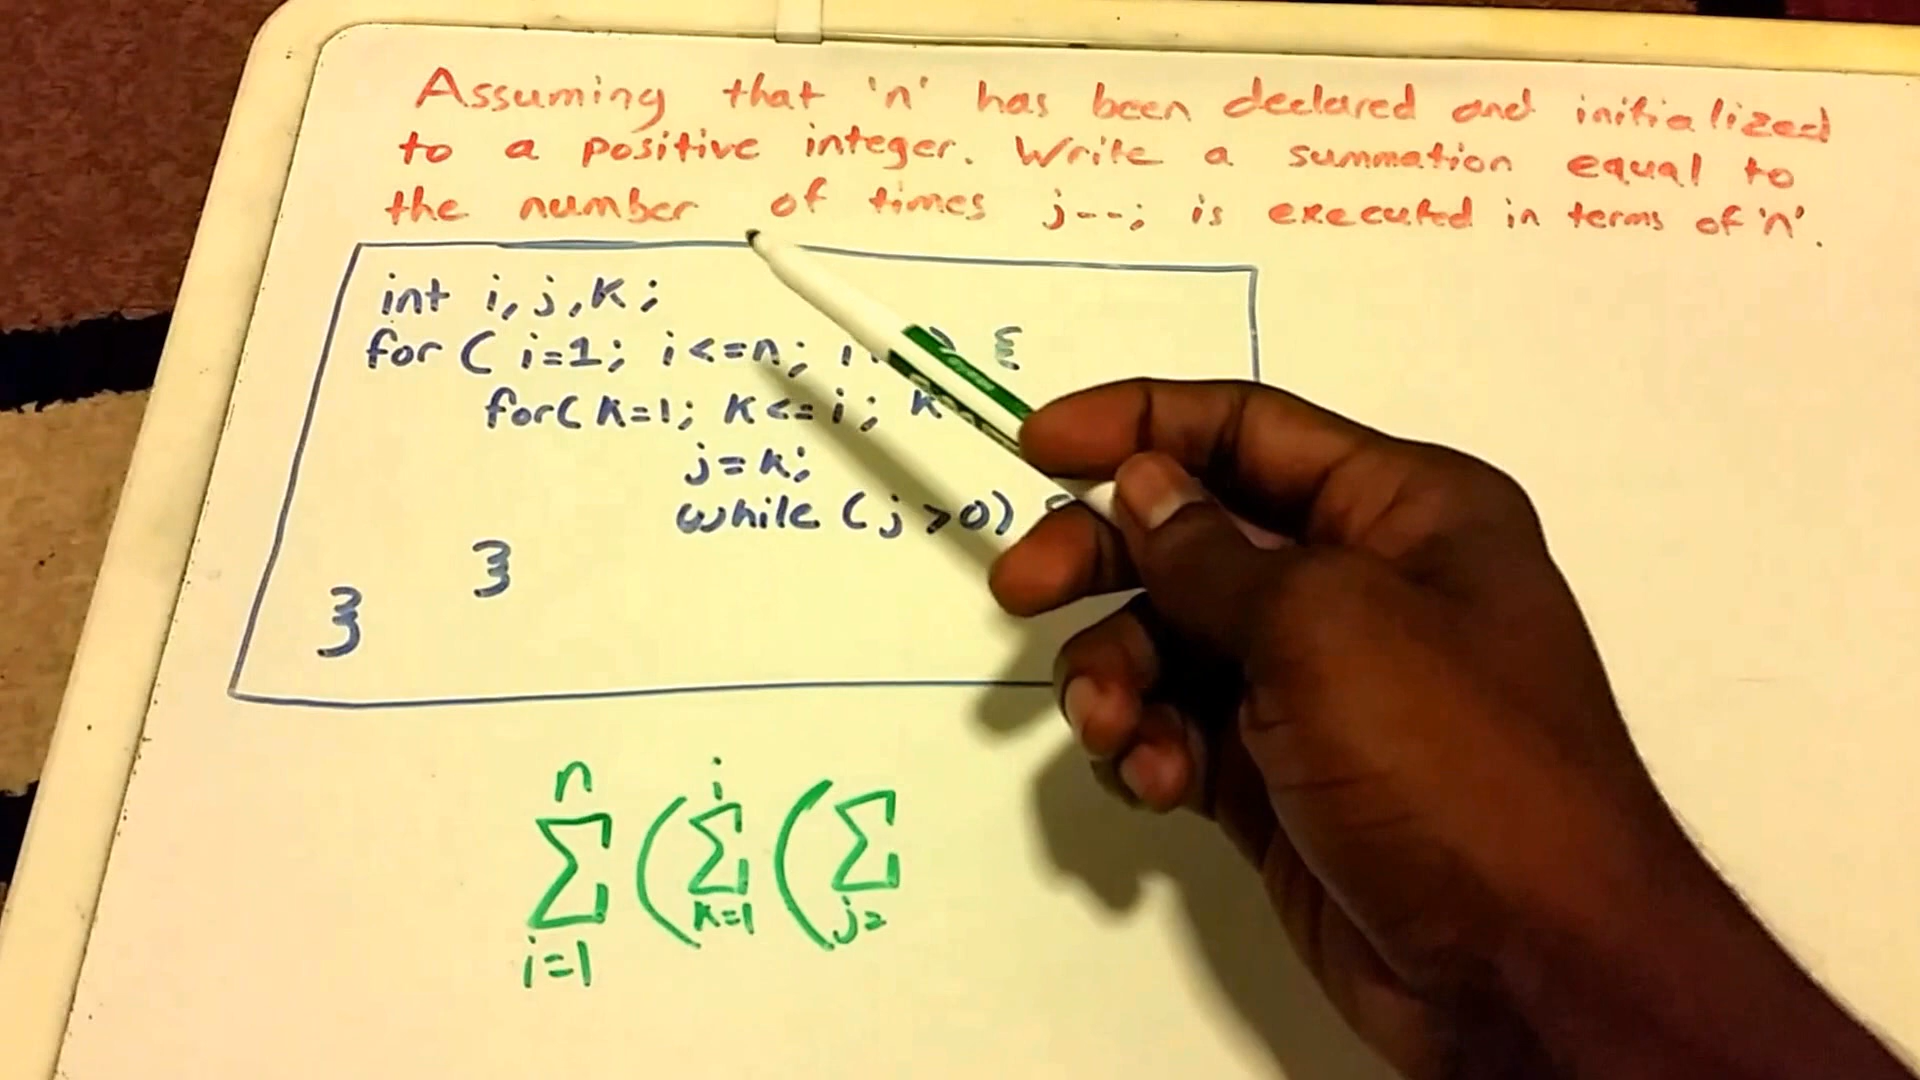 Assuming that 'n' has been declared and initialized
to a positive integer. Write a summation equal to
the number of times j--; is executed in terms of 'n'.
int i, j, K;
for ( i=1; i<=n; i
for( K=1; K<=i; K
j=K;
while ( j >0) {
}
}
n
i
∑ ( ∑ ( ∑
i=1 K=1 j=